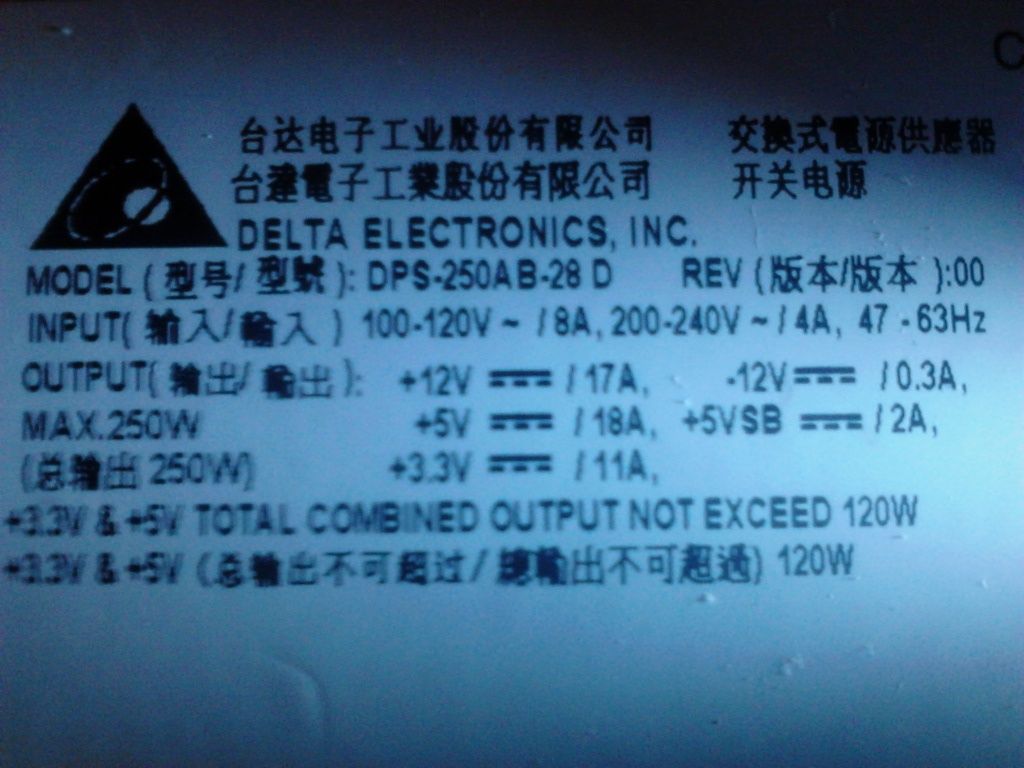 C
台达电子工业股份有限公司 交換式電源供應器
台達電子工業股份有限公司 开关电源
DELTA ELECTRONICS, INC.
MODEL (型号/型號): DPS-250AB-28 D REV (版本/版本):00
INPUT(输入/輸入) 100-120V ~ / 8A, 200-240V ~ / 4A, 47 - 63Hz
OUTPUT(输出/輸出): +12V ⎓ / 17A, -12V ⎓ / 0.3A,
MAX.250W +5V ⎓ / 18A, +5VSB ⎓ / 2A,
(总输出 250W) +3.3V ⎓ / 11A,
+3.3V & +5V TOTAL COMBINED OUTPUT NOT EXCEED 120W
+3.3V & +5V (总输出不可超过/總輸出不可超過) 120W